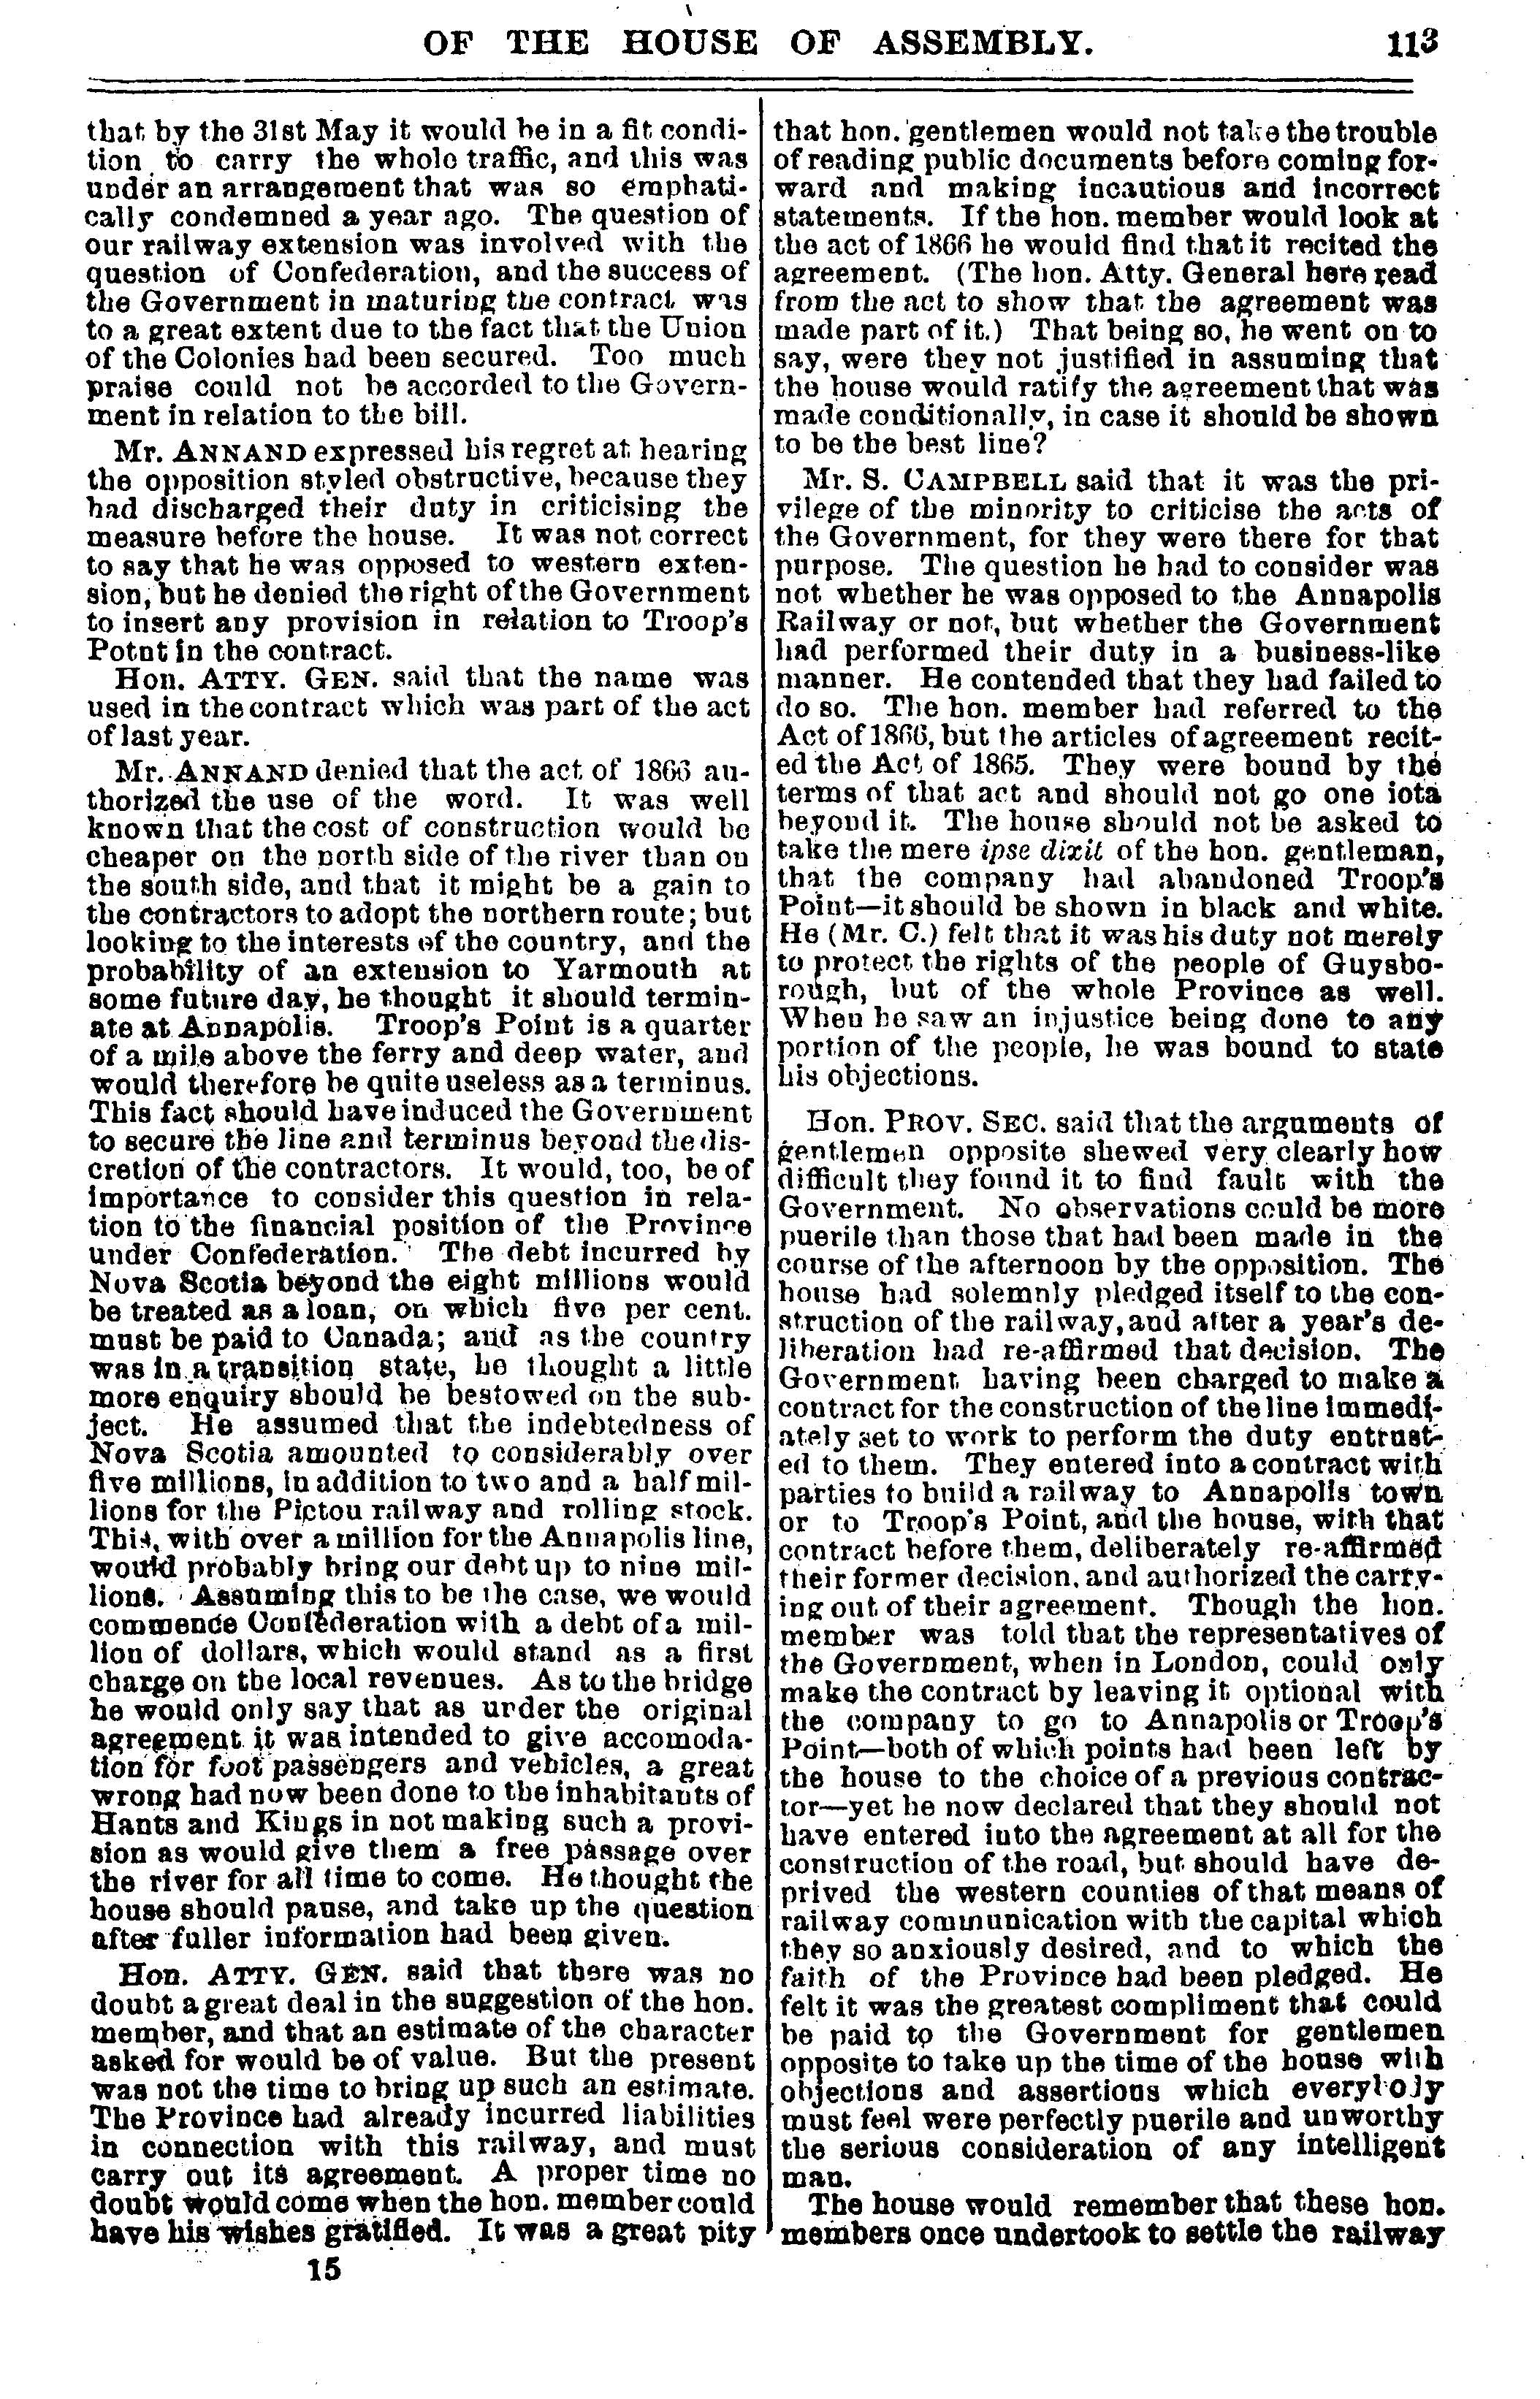 OF THE HOUSE OF ASSEMBLY. 113
that by the 31st May it would be in a fit condi-
tion to carry the whole traffic, and this was
under an arrangement that was so emphati-
cally condemned a year ago. The question of
our railway extension was involved with the
question of Confederation, and the success of
the Government in maturing the contract was
to a great extent due to the fact that the Union
of the Colonies had been secured. Too much
praise could not be accorded to the Govern-
ment in relation to the bill.
Mr. ANNAND expressed his regret at hearing
the opposition styled obstructive, because they
had discharged their duty in criticising the
measure before the house. It was not correct
to say that he was opposed to western exten-
sion, but he denied the right of the Government
to insert any provision in relation to Troop's
Potnt in the contract.
Hon. ATTY. GEN. said that the name was
used in the contract which was part of the act
of last year.
Mr. ANNAND denied that the act of 1866 au-
thorized the use of the word. It was well
known that the cost of construction would be
cheaper on the north side of the river than on
the south side, and that it might be a gain to
the contractors to adopt the northern route; but
looking to the interests of the country, and the
probability of an extension to Yarmouth at
some future day, he thought it should termin-
ate at Annapolis. Troop's Point is a quarter
of a mile above the ferry and deep water, and
would therefore be quite useless as a terminus.
This fact should have induced the Government
to secure the line and terminus beyond the dis-
cretion of the contractors. It would, too, be of
importance to consider this question in rela-
tion to the financial position of the Province
under Confederation. The debt incurred by
Nova Scotia beyond the eight millions would
be treated as a loan, on which five per cent.
must be paid to Canada; and as the country
was in a transition state, he thought a little
more enquiry should be bestowed on the sub-
ject. He assumed that the indebtedness of
Nova Scotia amounted to considerably over
five millions, in addition to two and a half mil-
lions for the Pictou railway and rolling stock.
This, with over a million for the Annapolis line,
would probably bring our debt up to nine mil-
lions. Assuming this to be the case, we would
commence Confederation with a debt of a mil-
lion of dollars, which would stand as a first
charge on the local revenues. As to the bridge
he would only say that as under the original
agreement it was intended to give accomoda-
tion for foot passengers and vehicles, a great
wrong had now been done to the inhabitants of
Hants and Kings in not making such a provi-
sion as would give them a free passage over
the river for all time to come. He thought the
house should pause, and take up the question
after fuller information had been given.
Hon. ATTY. GEN. said that there was no
doubt a great deal in the suggestion of the hon.
member, and that an estimate of the character
asked for would be of value. But the present
was not the time to bring up such an estimate.
The Province had already incurred liabilities
in connection with this railway, and must
carry out its agreement. A proper time no
doubt would come when the hon. member could
have his wishes gratified. It was a great pity
15
that hon. gentlemen would not take the trouble
of reading public documents before coming for-
ward and making incautious and incorrect
statements. If the hon. member would look at
the act of 1866 he would find that it recited the
agreement. (The hon. Atty. General here read
from the act to show that the agreement was
made part of it.) That being so, he went on to
say, were they not justified in assuming that
the house would ratify the agreement that was
made conditionally, in case it should be shown
to be the best line?
Mr. S. CAMPBELL said that it was the pri-
vilege of the minority to criticise the acts of
the Government, for they were there for that
purpose. The question he had to consider was
not whether he was opposed to the Annapolis
Railway or not, but whether the Government
had performed their duty in a business-like
manner. He contended that they had failed to
do so. The hon. member had referred to the
Act of 1866, but the articles of agreement recit-
ed the Act of 1865. They were bound by the
terms of that act and should not go one iota
beyond it. The house should not be asked to
take the mere ipse dixit of the hon. gentleman,
that the company had abandoned Troop's
Point—it should be shown in black and white.
He (Mr. C.) felt that it was his duty not merely
to protect the rights of the people of Guysbo-
rough, but of the whole Province as well.
When he saw an injustice being done to any
portion of the people, he was bound to state
his objections.
Hon. PROV. SEC. said that the arguments of
gentlemen opposite shewed very clearly how
difficult they found it to find fault with the
Government. No observations could be more
puerile than those that had been made in the
course of the afternoon by the opposition. The
house had solemnly pledged itself to the con-
struction of the railway, and after a year's de-
liberation had re-affirmed that decision. The
Government having been charged to make a
contract for the construction of the line immedi-
ately set to work to perform the duty entrust-
ed to them. They entered into a contract with
parties to build a railway to Annapolis town
or to Troop's Point, and the house, with that
contract before them, deliberately re-affirmed
their former decision, and authorized the carry-
ing out of their agreement. Though the hon.
member was told that the representatives of
the Government, when in London, could only
make the contract by leaving it optional with
the company to go to Annapolis or Troop's
Point—both of which points had been left by
the house to the choice of a previous contrac-
tor—yet he now declared that they should not
have entered into the agreement at all for the
construction of the road, but should have de-
prived the western counties of that means of
railway communication with the capital which
they so anxiously desired, and to which the
faith of the Province had been pledged. He
felt it was the greatest compliment that could
be paid to the Government for gentlemen
opposite to take up the time of the house with
objections and assertions which everybody
must feel were perfectly puerile and unworthy
the serious consideration of any intelligent
man.
The house would remember that these hon.
members once undertook to settle the railway